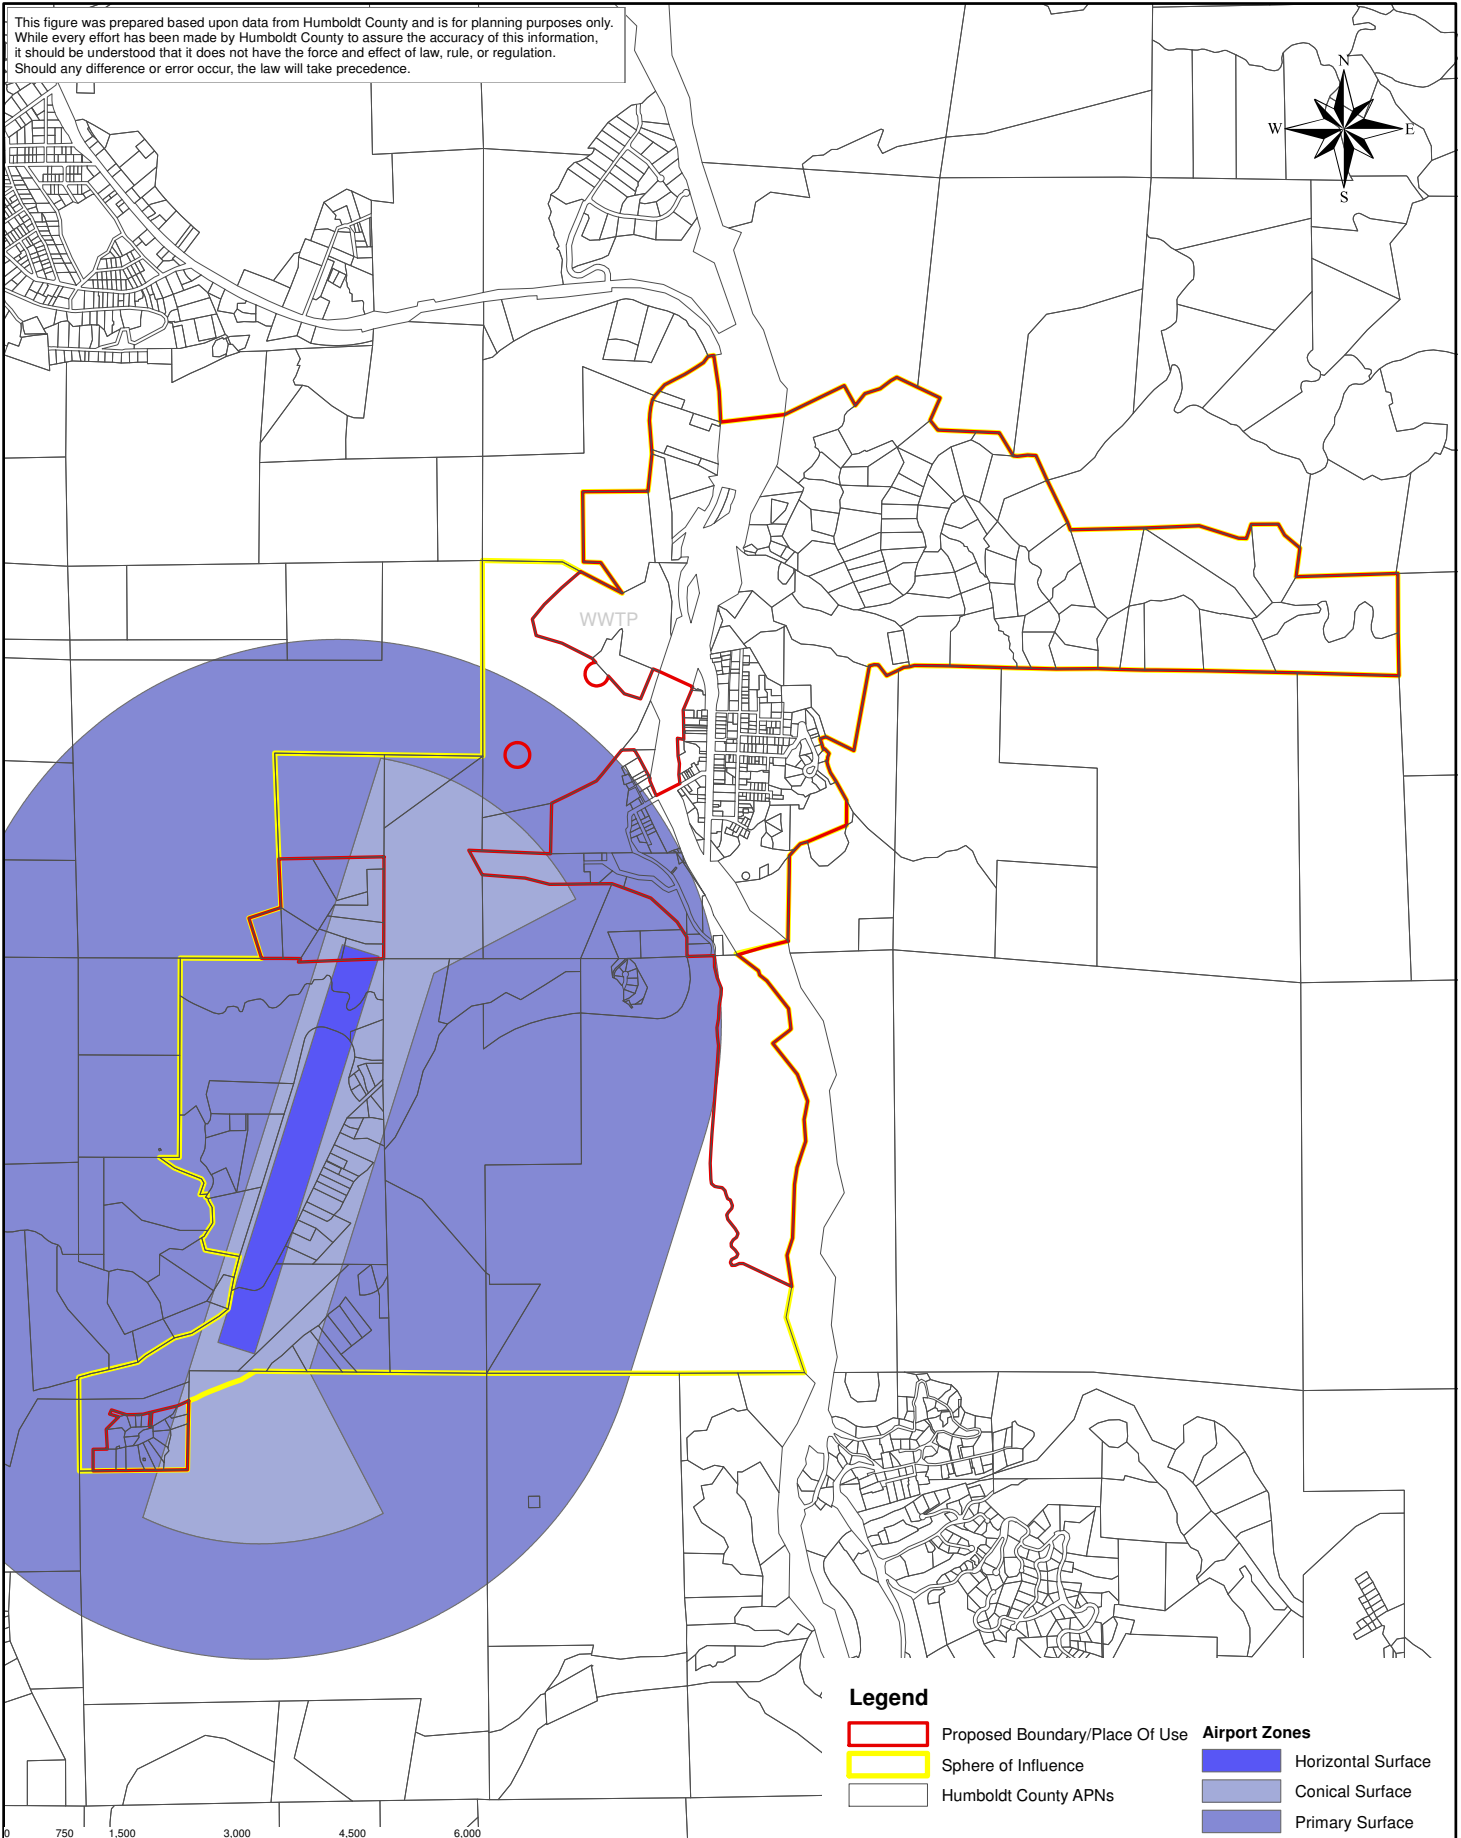 This figure was prepared based upon data from Humboldt County and is for planning purposes only.
While every effort has been made by Humboldt County to assure the accuracy of this information,
it should be understood that it does not have the force and effect of law, rule, or regulation.
Should any difference or error occur, the law will take precedence.
N
W E
S
WWTP
Legend
Proposed Boundary/Place Of Use
Sphere of Influence
Humboldt County APNs
Airport Zones
Horizontal Surface
Conical Surface
Primary Surface
0 750 1,500 3,000 4,500 6,000